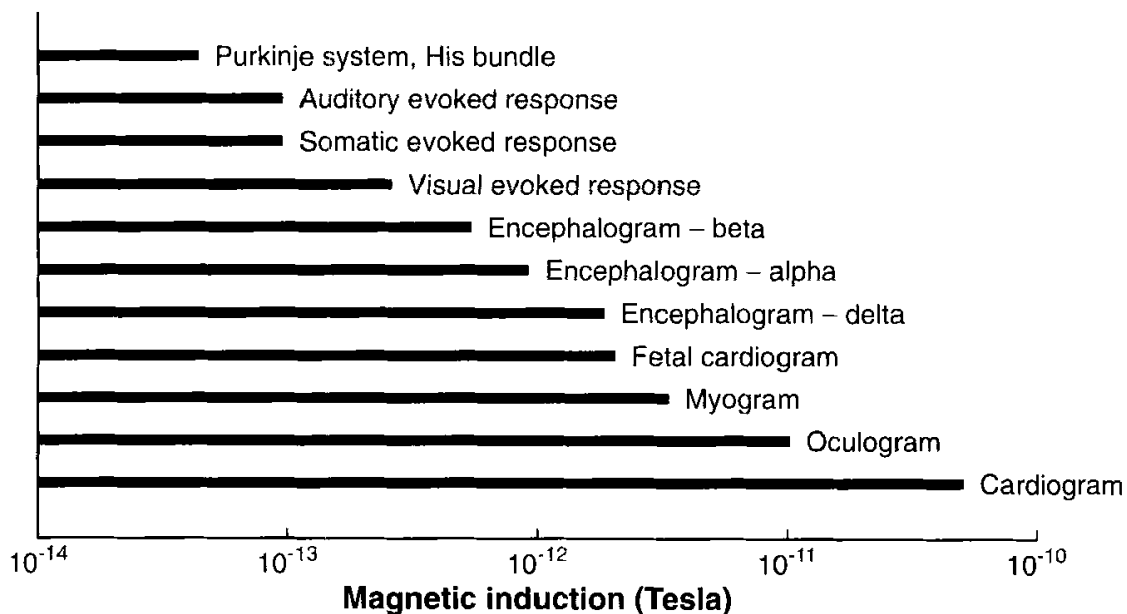 Purkinje system, His bundle
Auditory evoked response
Somatic evoked response
Visual evoked response
Encephalogram – beta
Encephalogram – alpha
Encephalogram – delta
Fetal cardiogram
Myogram
Oculogram
Cardiogram
10⁻¹⁴ 10⁻¹³ 10⁻¹² 10⁻¹¹ 10⁻¹⁰
Magnetic induction (Tesla)